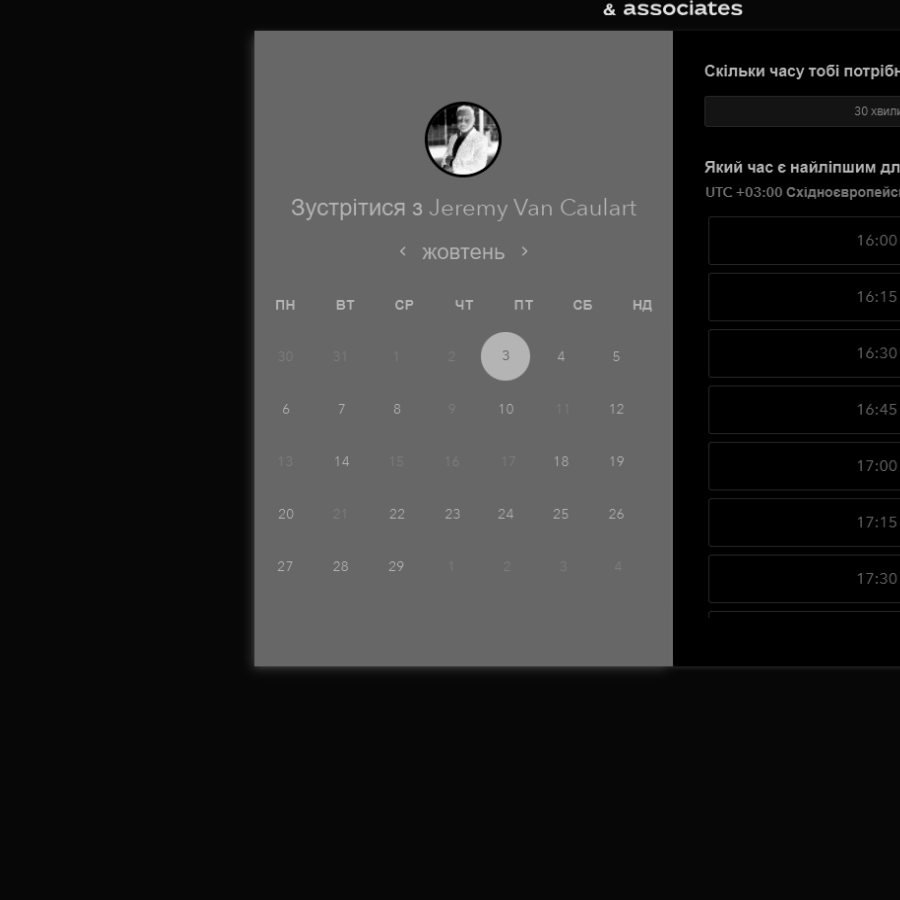 & associates
Зустрітися з Jeremy Van Caulart
жовтень
ПН ВТ СР ЧТ ПТ СБ НД
30 31 1 2 3 4 5
6 7 8 9 10 11 12
13 14 15 16 17 18 19
20 21 22 23 24 25 26
27 28 29 1 2 3 4
Скільки часу тобі потрібн
30 хвили
Який час є найліпшим дл
UTC +03:00 Східноєвропейс
16:00
16:15
16:30
16:45
17:00
17:15
17:30